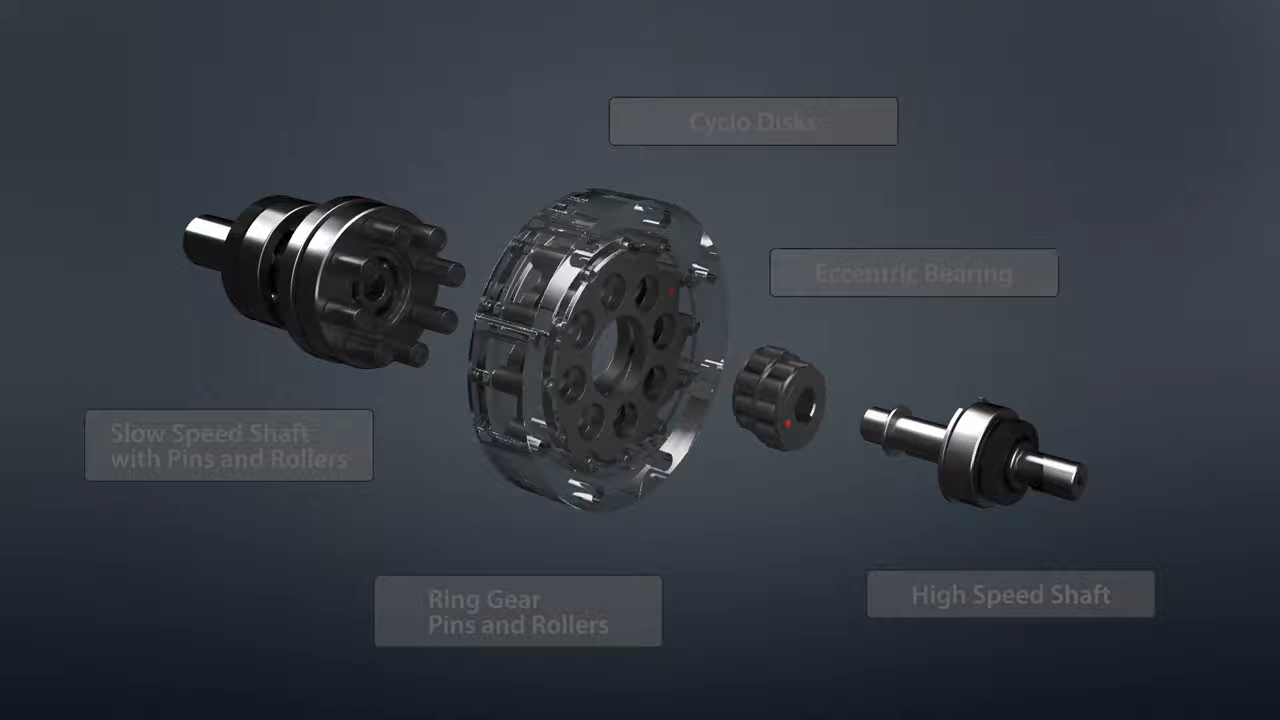 Cyclo Disks
Eccentric Bearing
Slow Speed Shaft
with Pins and Rollers
Ring Gear
Pins and Rollers
High Speed Shaft